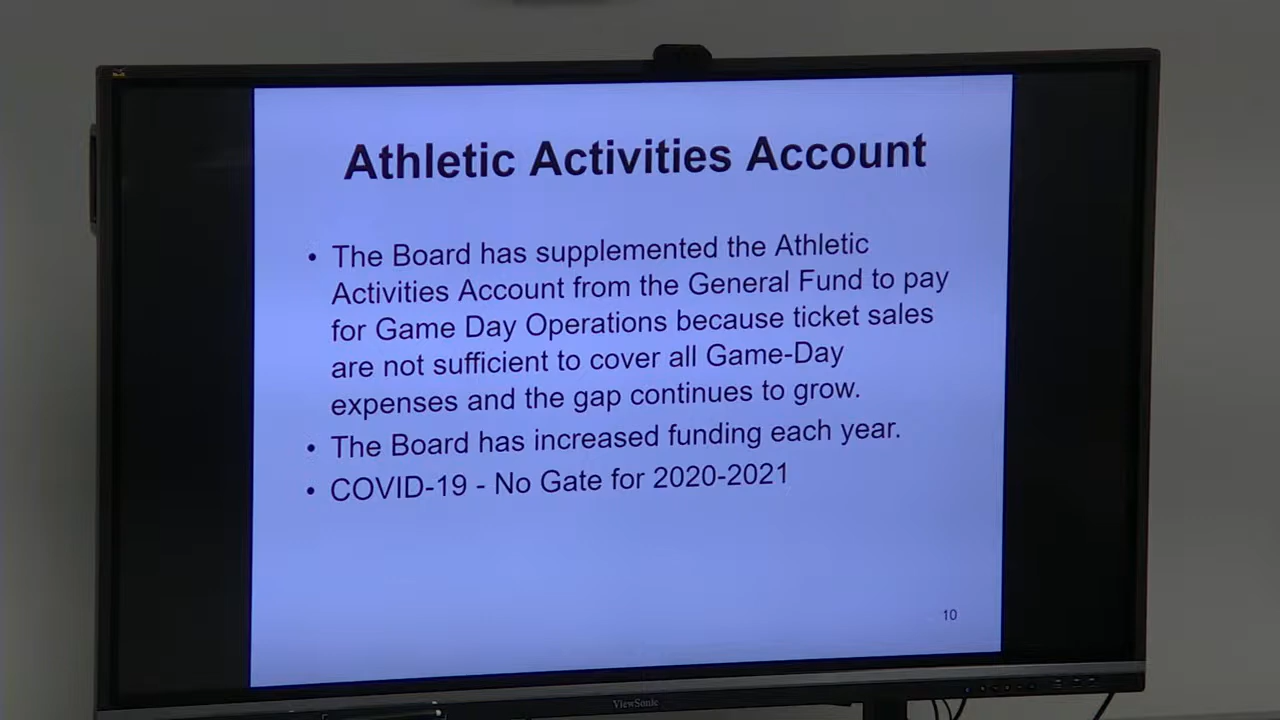 Athletic Activities Account
• The Board has supplemented the Athletic
Activities Account from the General Fund to pay
for Game Day Operations because ticket sales
are not sufficient to cover all Game-Day
expenses and the gap continues to grow.
• The Board has increased funding each year.
• COVID-19 - No Gate for 2020-2021
10
ViewSonic